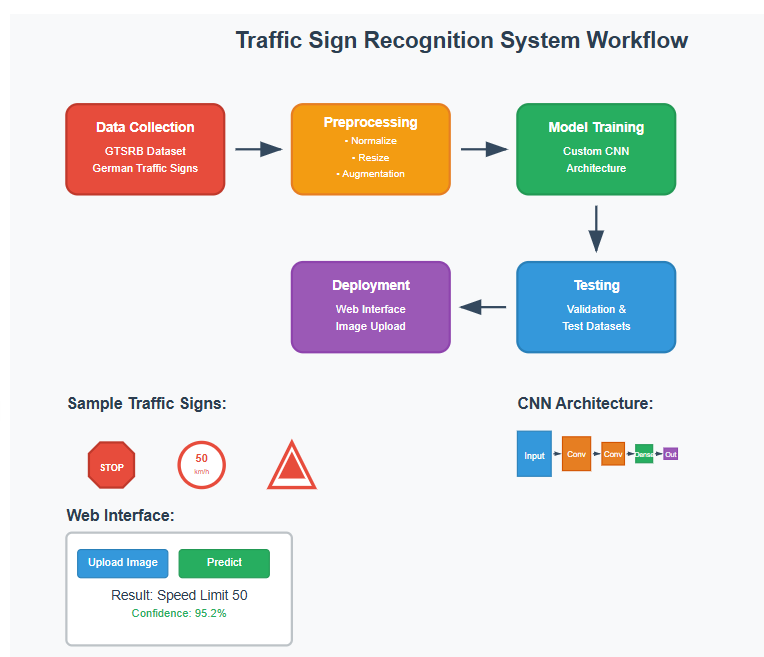 Traffic Sign Recognition System Workflow
Data Collection
GTSRB Dataset
German Traffic Signs
Preprocessing
• Normalize
• Resize
• Augmentation
Model Training
Custom CNN
Architecture
Deployment
Web Interface
Image Upload
Testing
Validation &
Test Datasets
Sample Traffic Signs:
STOP
50
km/h
CNN Architecture:
Input
Conv
Conv
Dense
Out
Web Interface:
Upload Image
Predict
Result: Speed Limit 50
Confidence: 95.2%